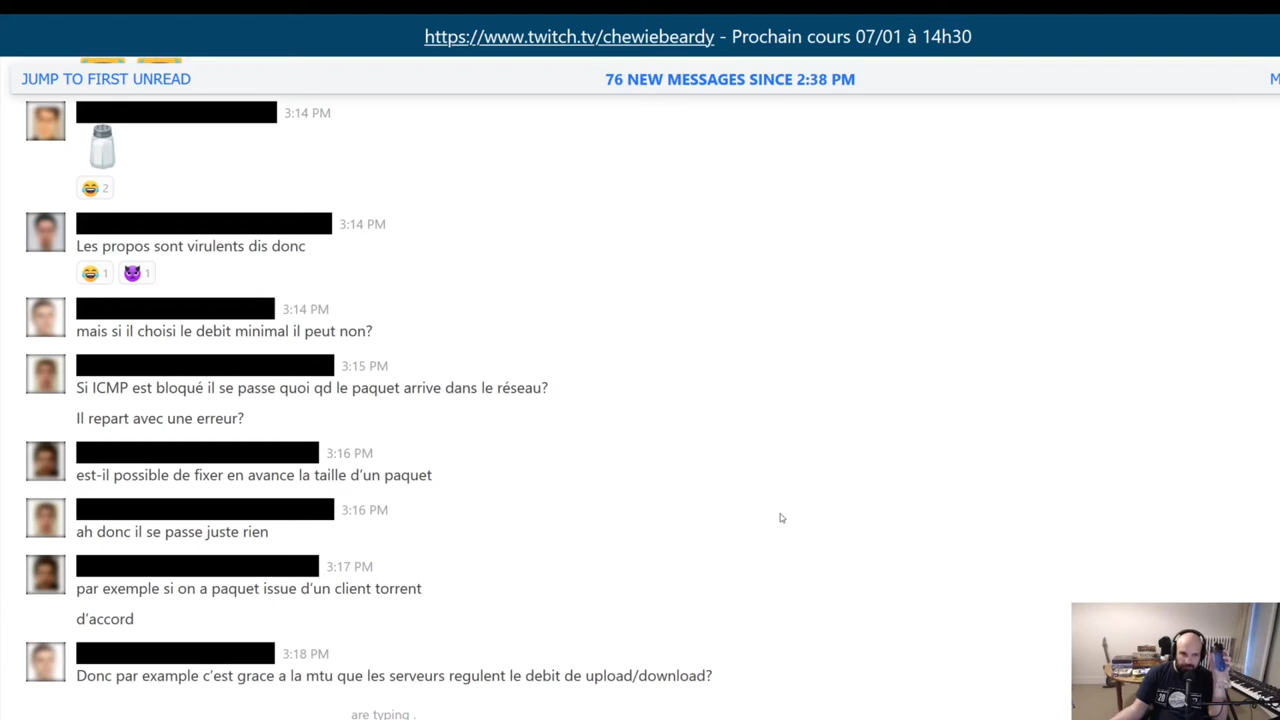 https://www.twitch.tv/chewiebeardy - Prochain cours 07/01 à 14h30
JUMP TO FIRST UNREAD
76 NEW MESSAGES SINCE 2:38 PM
M
3:14 PM
2
3:14 PM
Les propos sont virulents dis donc
1 1
3:14 PM
mais si il choisi le debit minimal il peut non?
3:15 PM
Si ICMP est bloqué il se passe quoi qd le paquet arrive dans le réseau?
Il repart avec une erreur?
3:16 PM
est-il possible de fixer en avance la taille d'un paquet
3:16 PM
ah donc il se passe juste rien
3:17 PM
par exemple si on a paquet issue d'un client torrent
d'accord
3:18 PM
Donc par example c'est grace a la mtu que les serveurs regulent le debit de upload/download?
are typing .